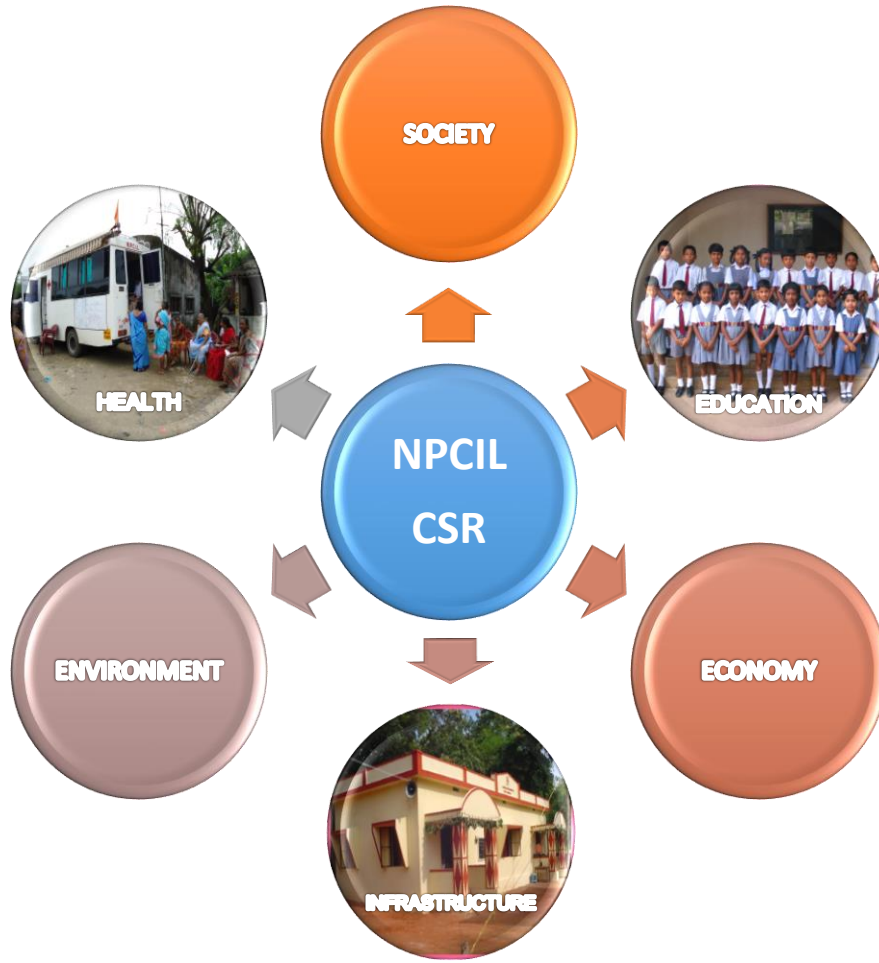 SOCIETY
HEALTH
EDUCATION
NPCIL
CSR
ENVIRONMENT
ECONOMY
INFRASTRUCTURE